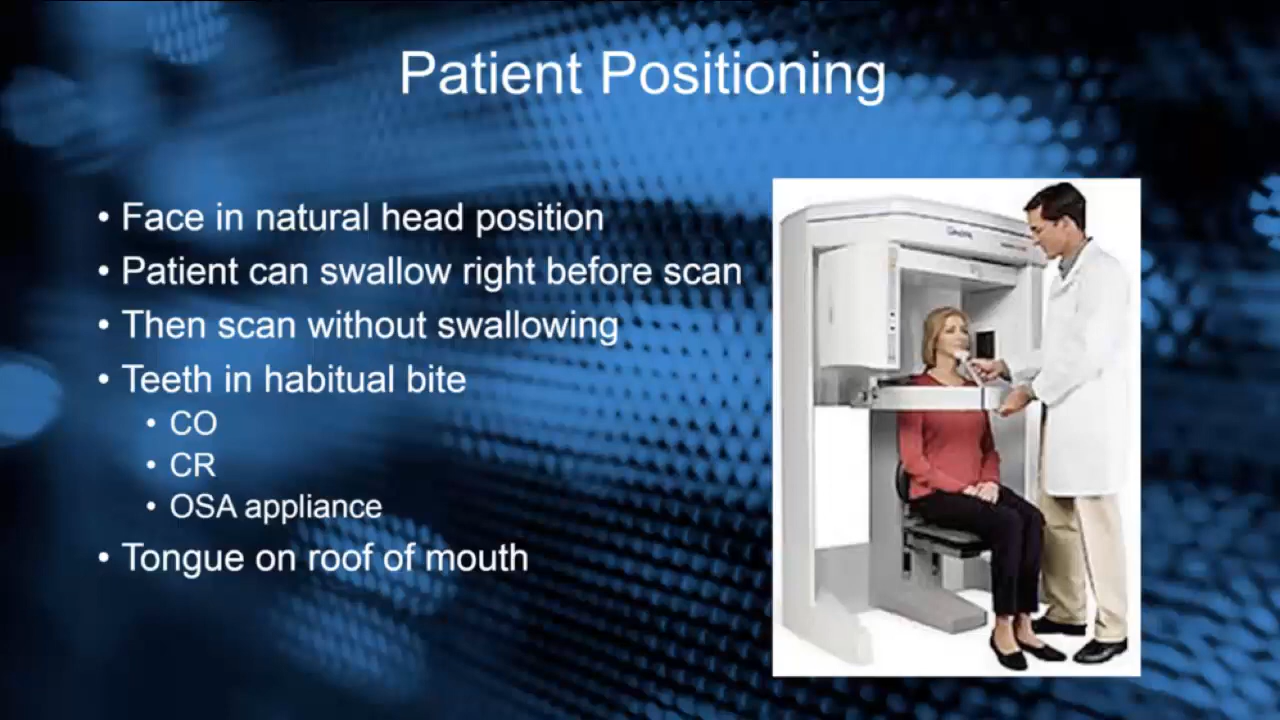 Patient Positioning
• Face in natural head position
• Patient can swallow right before scan
• Then scan without swallowing
• Teeth in habitual bite
• CO
• CR
• OSA appliance
• Tongue on roof of mouth